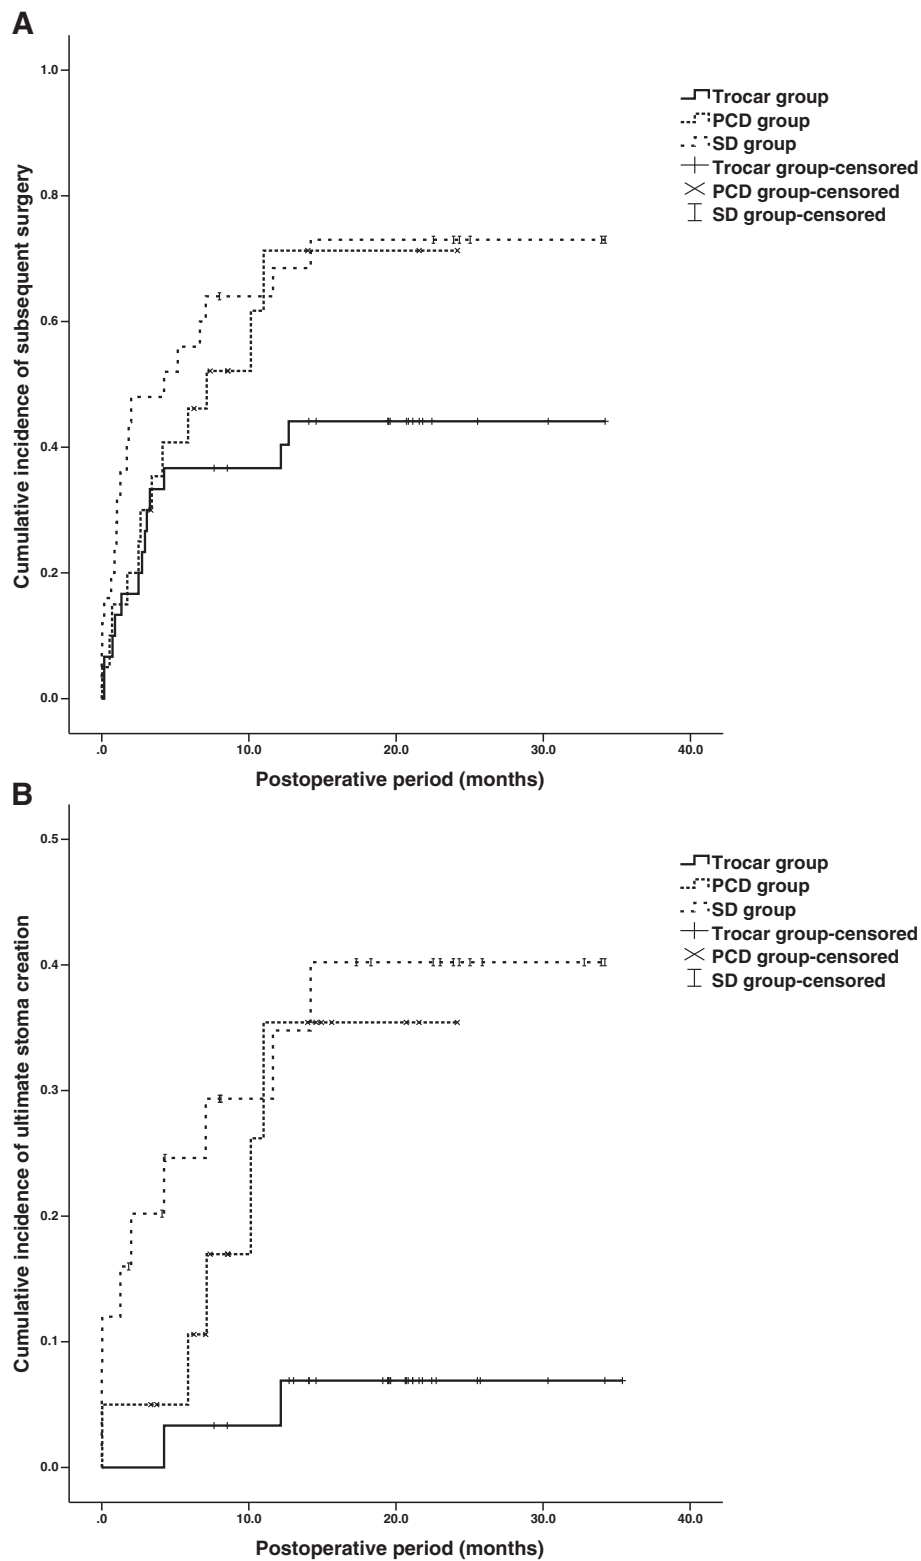 A
1.0
0.8
0.6
0.4
0.2
0.0
Cumulative incidence of subsequent surgery
.0 10.0 20.0 30.0 40.0
Postoperative period (months)
Trocar group
PCD group
SD group
Trocar group-censored
PCD group-censored
SD group-censored
B
0.5
0.4
0.3
0.2
0.1
0.0
Cumulative incidence of ultimate stoma creation
.0 10.0 20.0 30.0 40.0
Postoperative period (months)
Trocar group
PCD group
SD group
Trocar group-censored
PCD group-censored
SD group-censored